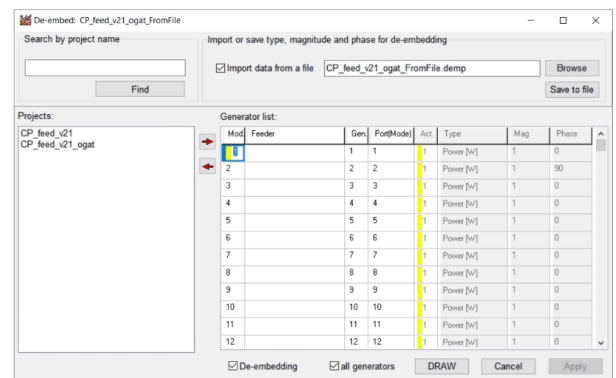 De-embed: CP_feed_v21_ogat_FromFile
Search by project name
Find
Import or save type, magnitude and phase for de-embedding
Import data from a file CP_feed_v21_ogat_FromFile.demp Browse
Save to file
Projects:
CP_feed_v21
CP_feed_v21_ogat
Generator list:
Mod. Feeder Gen. Port(Mode) Act. Type Mag Phase
1 1 1 1 Power [W] 1 0
2 2 2 1 Power [W] 1 90
3 3 3 1 Power [W] 1 0
4 4 4 1 Power [W] 1 0
5 5 5 1 Power [W] 1 0
6 6 6 1 Power [W] 1 0
7 7 7 1 Power [W] 1 0
8 8 8 1 Power [W] 1 0
9 9 9 1 Power [W] 1 0
10 10 10 1 Power [W] 1 0
11 11 11 1 Power [W] 1 0
12 12 12 1 Power [W] 1 0
De-embedding all generators DRAW Cancel Apply